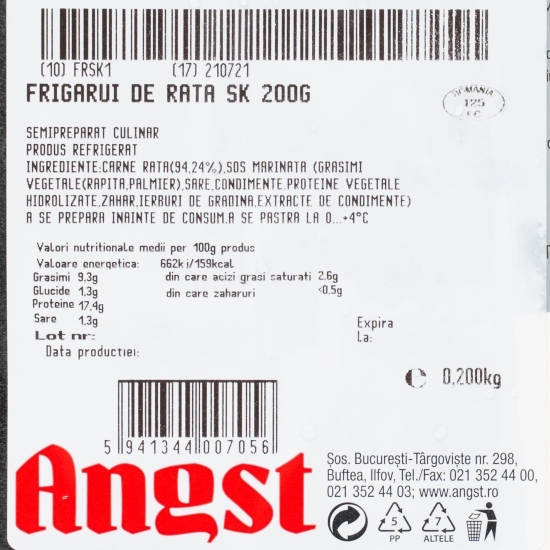 (10) FRSK1 (17) 210721
FRIGARUI DE RATA SK 200G
ROMÂNIA
125
EC
SEMIPREPARAT CULINAR
PRODUS REFRIGERAT
INGREDIENTE:CARNE RATA(94,24%),SOS MARINATA (GRASIMI
VEGETALE(RAPITA,PALMIER),SARE,CONDIMENTE,PROTEINE VEGETALE
HIDROLIZATE,ZAHAR,IERBURI DE GRADINA,EXTRACTE DE CONDIMENTE)
A SE PREPARA INAINTE DE CONSUM.A SE PASTRA LA 0...+4°C
Valori nutritionale medii per 100g produs
Valoare energetica: 662kj/159kcal
Grasimi 9,3g din care acizi grasi saturati 2,6g
Glucide 1,3g din care zaharuri <0,5g
Proteine 17,4g
Sare 1,3g
Lot nr:
Data productiei:
Expira
La:
e 0,200kg
5 941344 007056
Angst
Șos. București-Târgoviște nr. 298,
Buftea, Ilfov, Tel./Fax: 021 352 44 00,
021 352 44 03; www.angst.ro
5 7
PP ALTELE